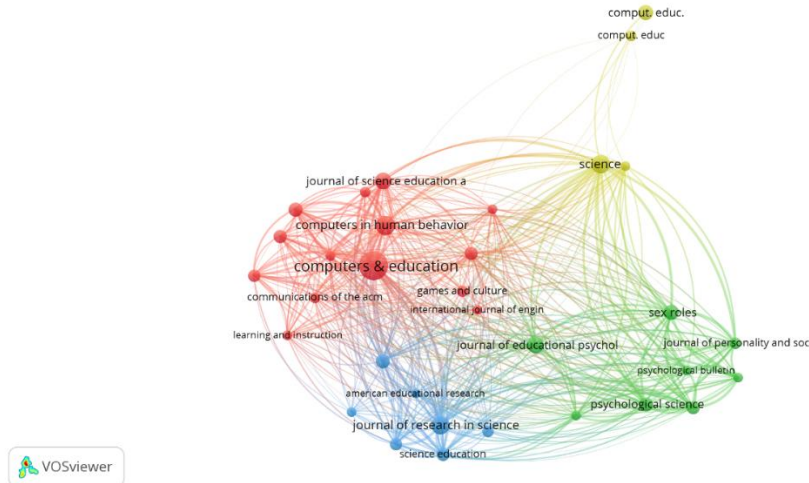 comput. educ.
comput. educ
science
journal of science education a
computers in human behavior
computers & education
games and culture
communications of the acm
international journal of engin
sex roles
learning and instruction
journal of educational psychol
journal of personality and soc
psychological bulletin
american educational research
psychological science
journal of research in science
science education
VOSviewer